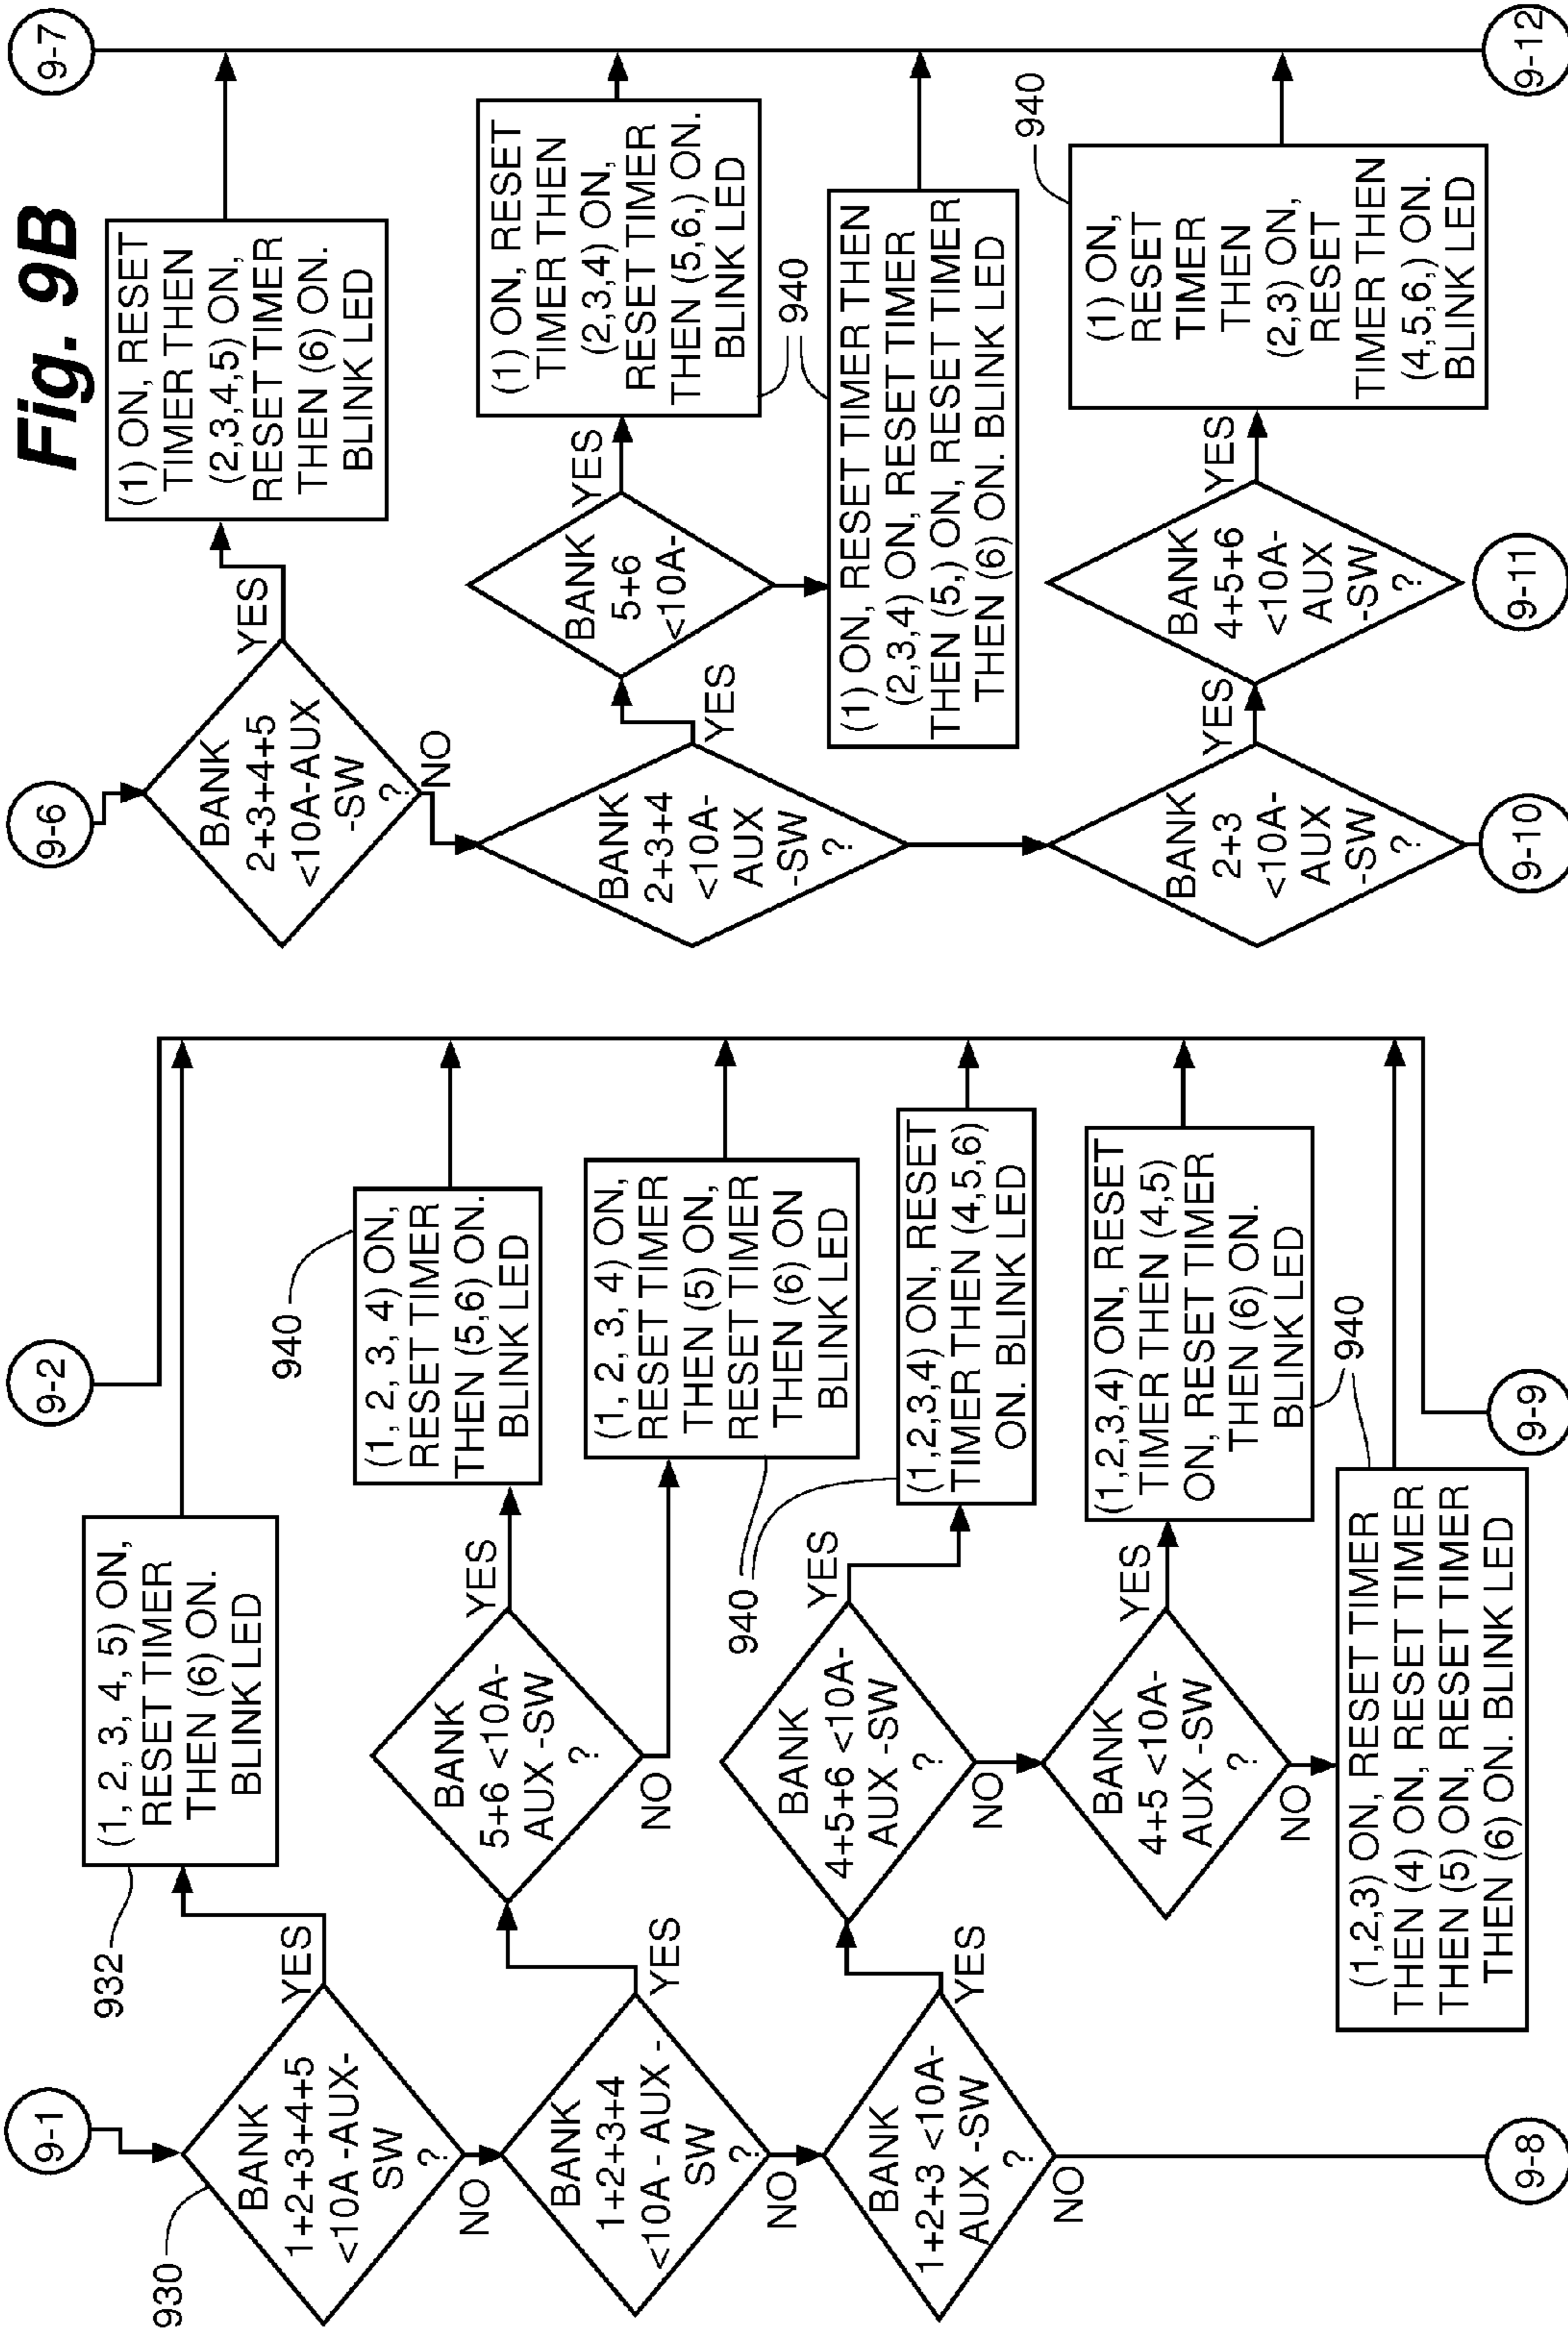 Fig. 9B
9-1
930
BANK
1+2+3+4+5
<10A -AUX-
SW
?
YES
NO
932
(1, 2, 3, 4, 5) ON,
RESET TIMER
THEN (6) ON.
BLINK LED
9-2
BANK
1+2+3+4
<10A - AUX -
SW
?
YES
NO
BANK
5+6 <10A-
AUX -SW
?
YES
NO
940
(1, 2, 3, 4) ON,
RESET TIMER
THEN (5,6) ON.
BLINK LED
(1, 2, 3, 4) ON,
RESET TIMER
THEN (5) ON,
RESET TIMER
THEN (6) ON
BLINK LED
940
BANK
1+2+3 <10A-
AUX -SW
?
YES
NO
BANK
4+5+6 <10A-
AUX -SW
?
YES
NO
(1,2,3,4) ON, RESET
TIMER THEN (4,5,6)
ON. BLINK LED
BANK
4+5 <10A-
AUX -SW
?
YES
NO
(1,2,3,4) ON, RESET
TIMER THEN (4,5)
ON, RESET TIMER
THEN (6) ON.
BLINK LED
940
(1,2,3) ON, RESET TIMER
THEN (4) ON, RESET TIMER
THEN (5) ON, RESET TIMER
THEN (6) ON. BLINK LED
9-8
9-9
9-6
BANK
2+3+4+5
<10A-AUX
-SW
?
YES
NO
(1) ON, RESET
TIMER THEN
(2,3,4,5) ON,
RESET TIMER
THEN (6) ON.
BLINK LED
9-7
BANK
2+3+4
<10A-
AUX
-SW
?
YES
BANK
5+6
<10A-
YES
(1) ON, RESET
TIMER THEN
(2,3,4) ON,
RESET TIMER
THEN (5,6,) ON.
BLINK LED
940
(1) ON, RESET TIMER THEN
(2,3,4) ON, RESET TIMER
THEN (5,) ON, RESET TIMER
THEN (6) ON. BLINK LED
BANK
2+3
<10A-
AUX
-SW
?
YES
BANK
4+5+6
<10A-
AUX
-SW
?
YES
940
(1) ON,
RESET
TIMER
THEN
(2,3) ON,
RESET
TIMER THEN
(4,5,6,) ON.
BLINK LED
9-10
9-11
9-12